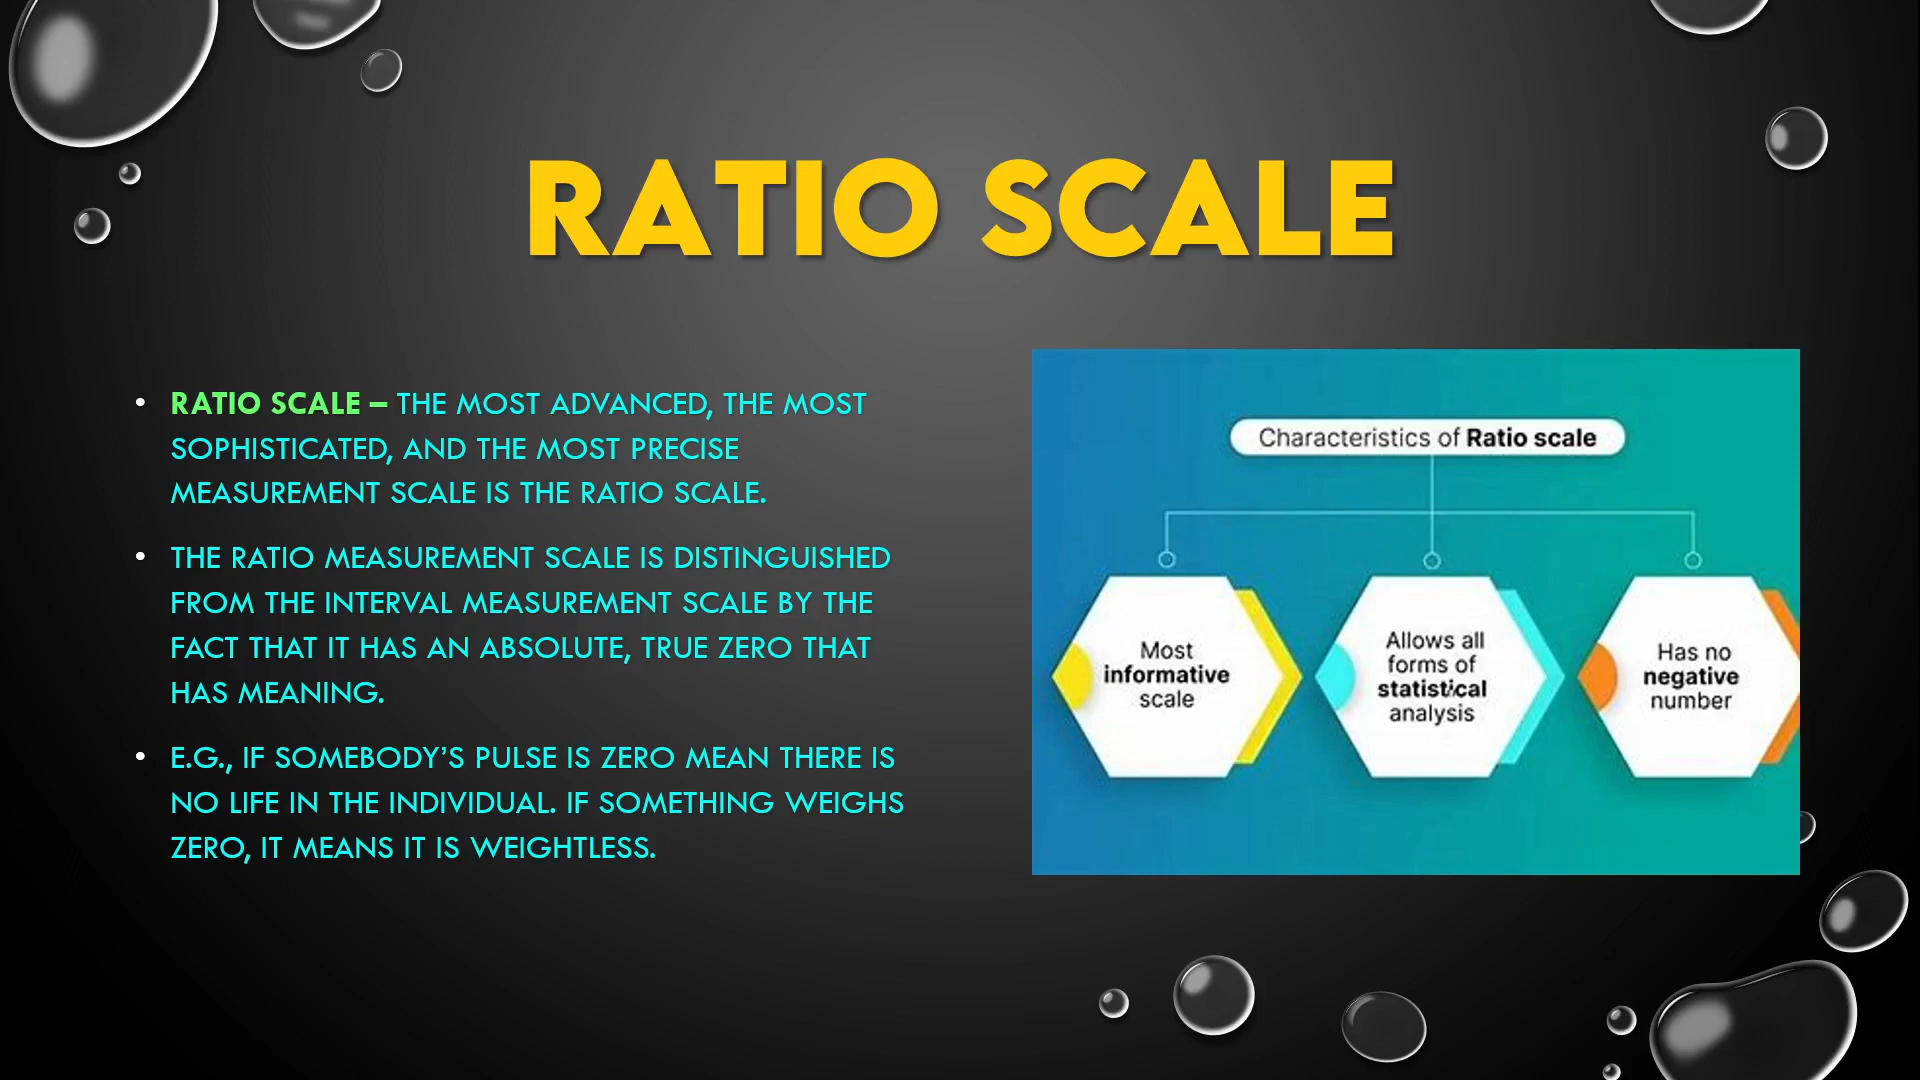 RATIO SCALE
• RATIO SCALE – THE MOST ADVANCED, THE MOST
SOPHISTICATED, AND THE MOST PRECISE
MEASUREMENT SCALE IS THE RATIO SCALE.
• THE RATIO MEASUREMENT SCALE IS DISTINGUISHED
FROM THE INTERVAL MEASUREMENT SCALE BY THE
FACT THAT IT HAS AN ABSOLUTE, TRUE ZERO THAT
HAS MEANING.
• E.G., IF SOMEBODY’S PULSE IS ZERO MEAN THERE IS
NO LIFE IN THE INDIVIDUAL. IF SOMETHING WEIGHS
ZERO, IT MEANS IT IS WEIGHTLESS.
Characteristics of Ratio scale
Most
informative
scale
Allows all
forms of
statistical
analysis
Has no
negative
number